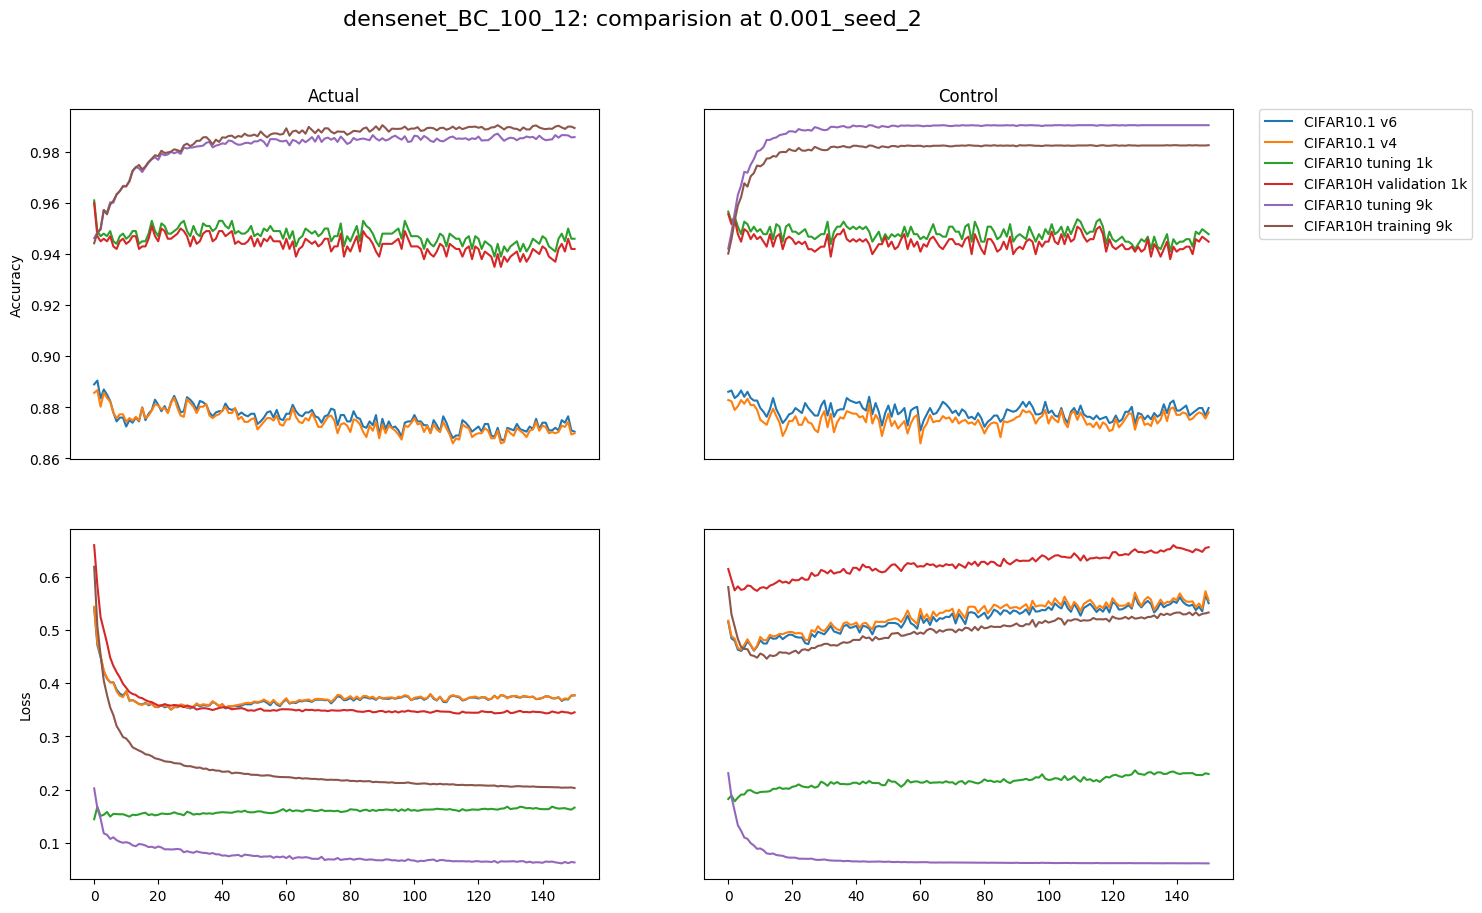 densenet_BC_100_12: comparision at 0.001_seed_2
Actual
Control
Accuracy
0.98
0.96
0.94
0.92
0.90
0.88
0.86
CIFAR10.1 v6
CIFAR10.1 v4
CIFAR10 tuning 1k
CIFAR10H validation 1k
CIFAR10 tuning 9k
CIFAR10H training 9k
Loss
0.6
0.5
0.4
0.3
0.2
0.1
0 20 40 60 80 100 120 140
0 20 40 60 80 100 120 140